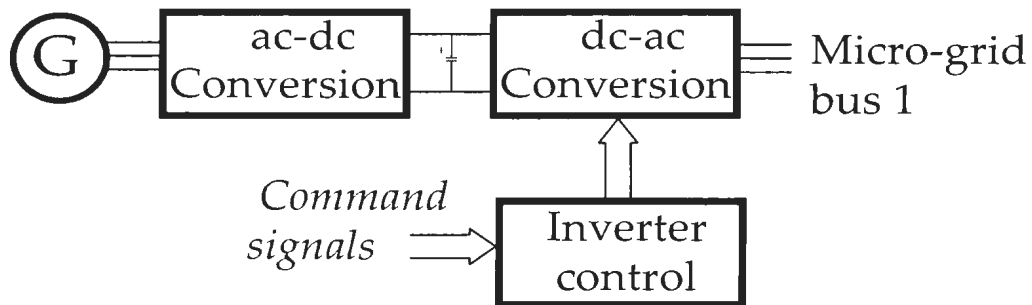 G
ac-dc
Conversion
dc-ac
Conversion
Micro-grid
bus 1
Command
signals
Inverter
control